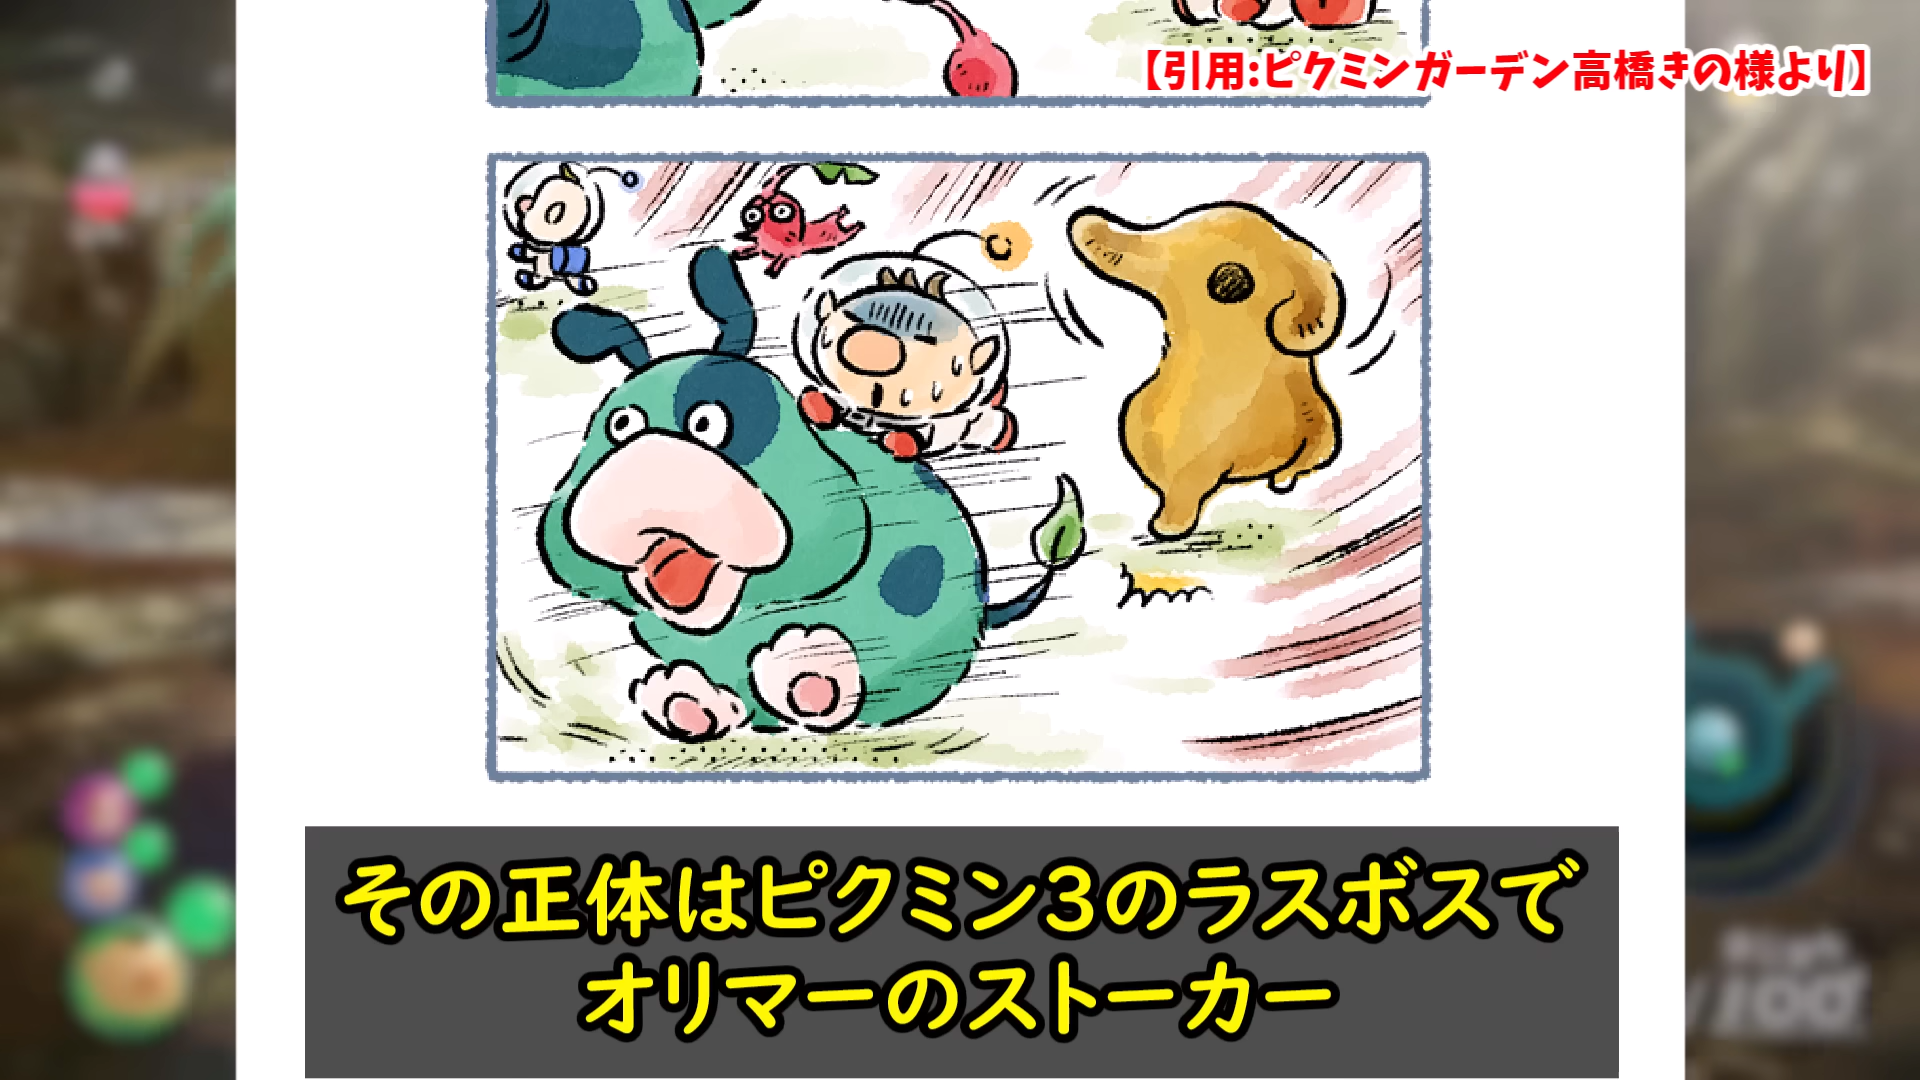 【引用:ピクミンガーデン高橋きの様より】
その正体はピクミン3のラスボスで
オリマーのストーカー